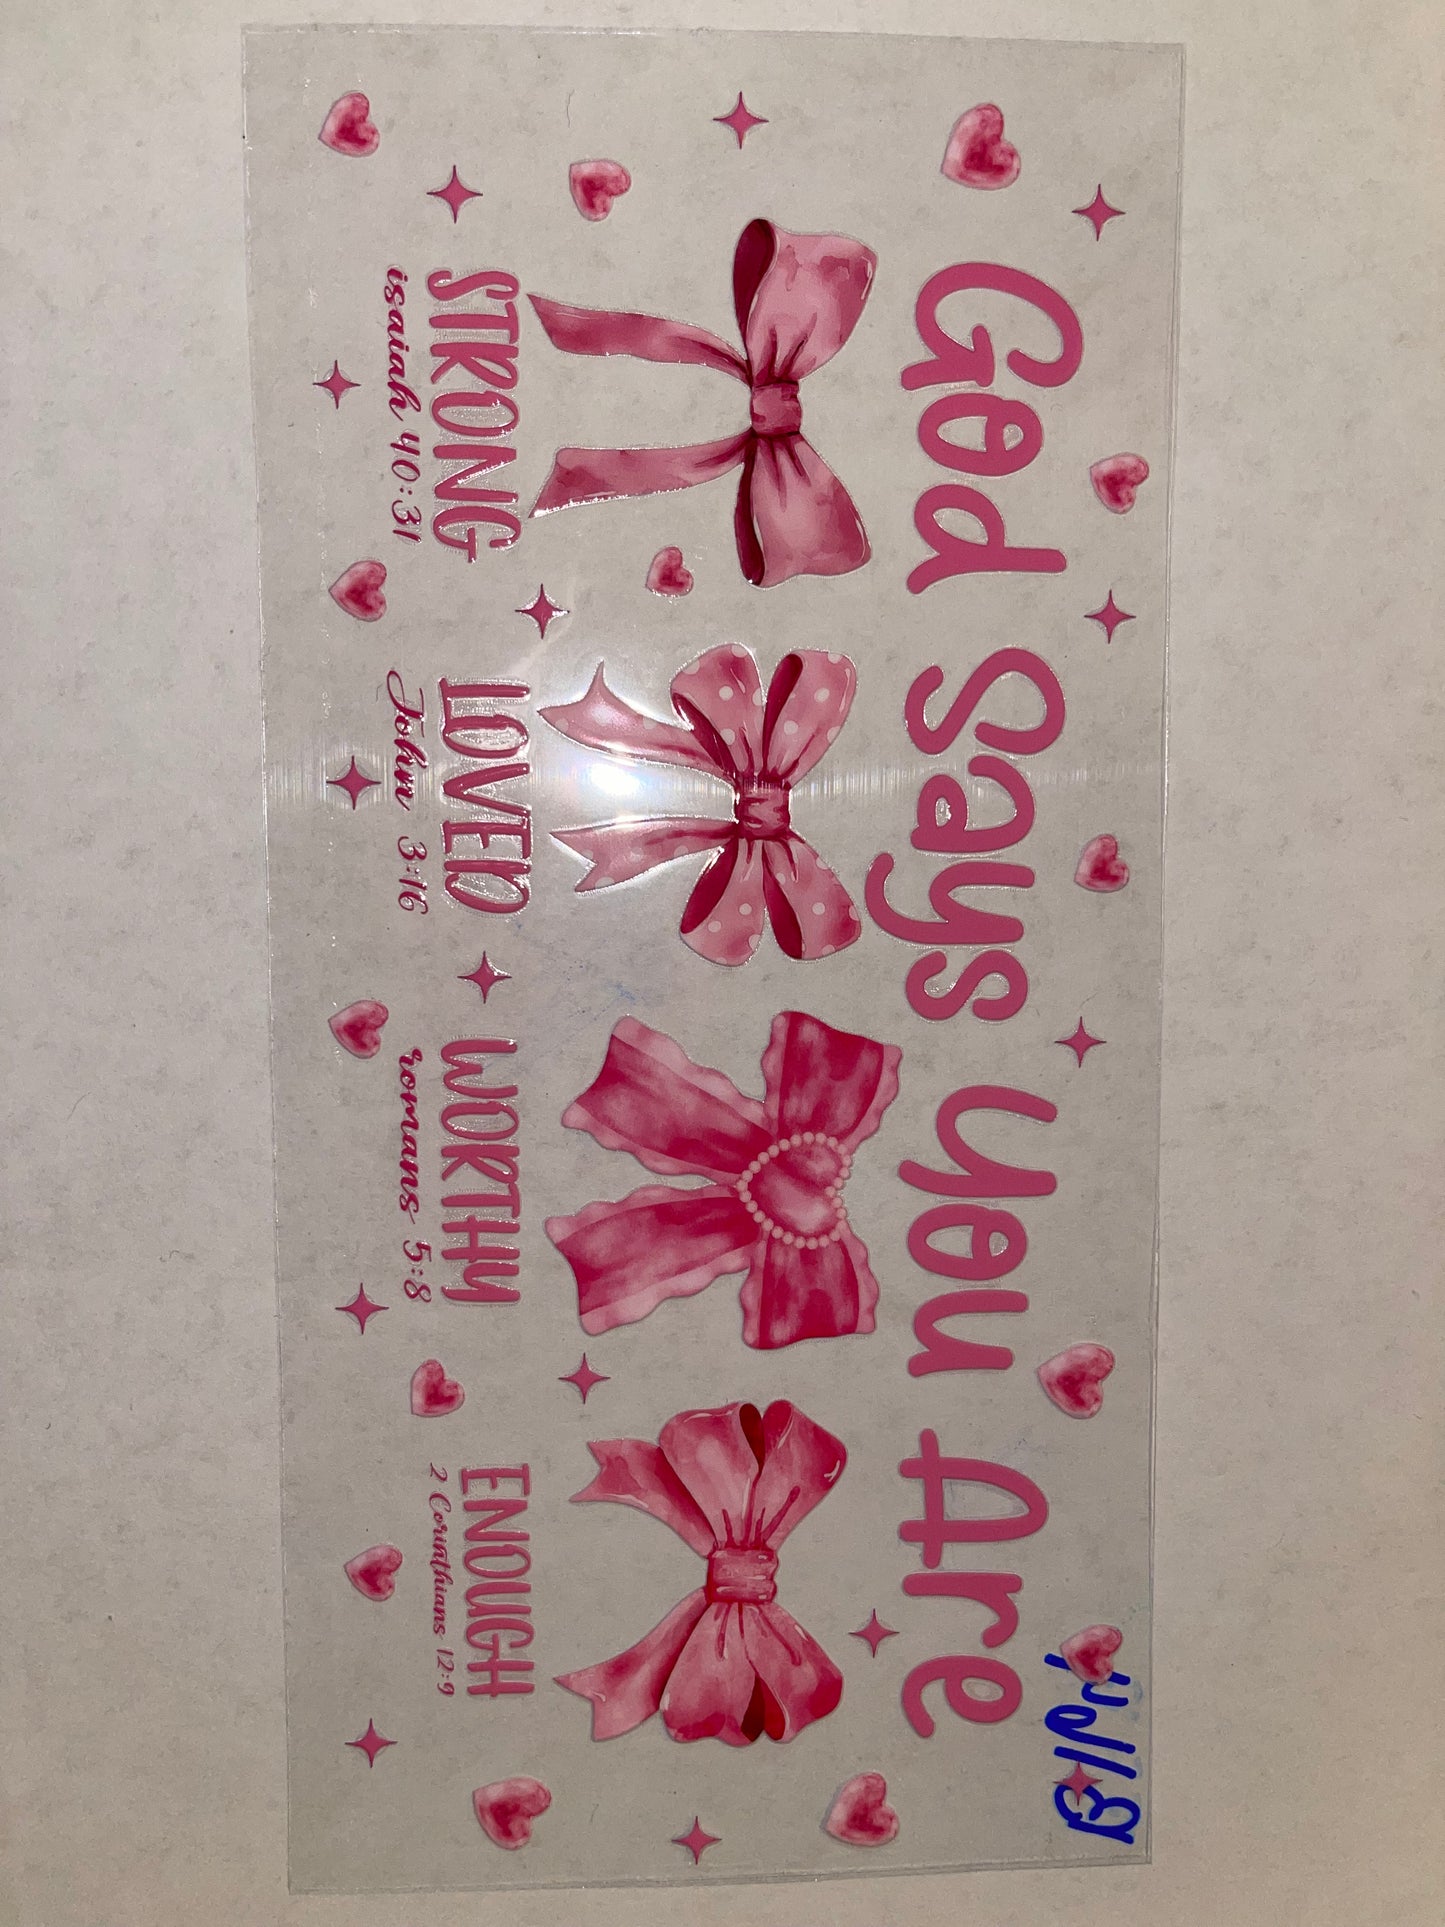 God Says You Are
STRONG LOVED WORTHY ENOUGH
isaiah 40:31 John 3:16 romans 5:8 2 Corinthians 12:9